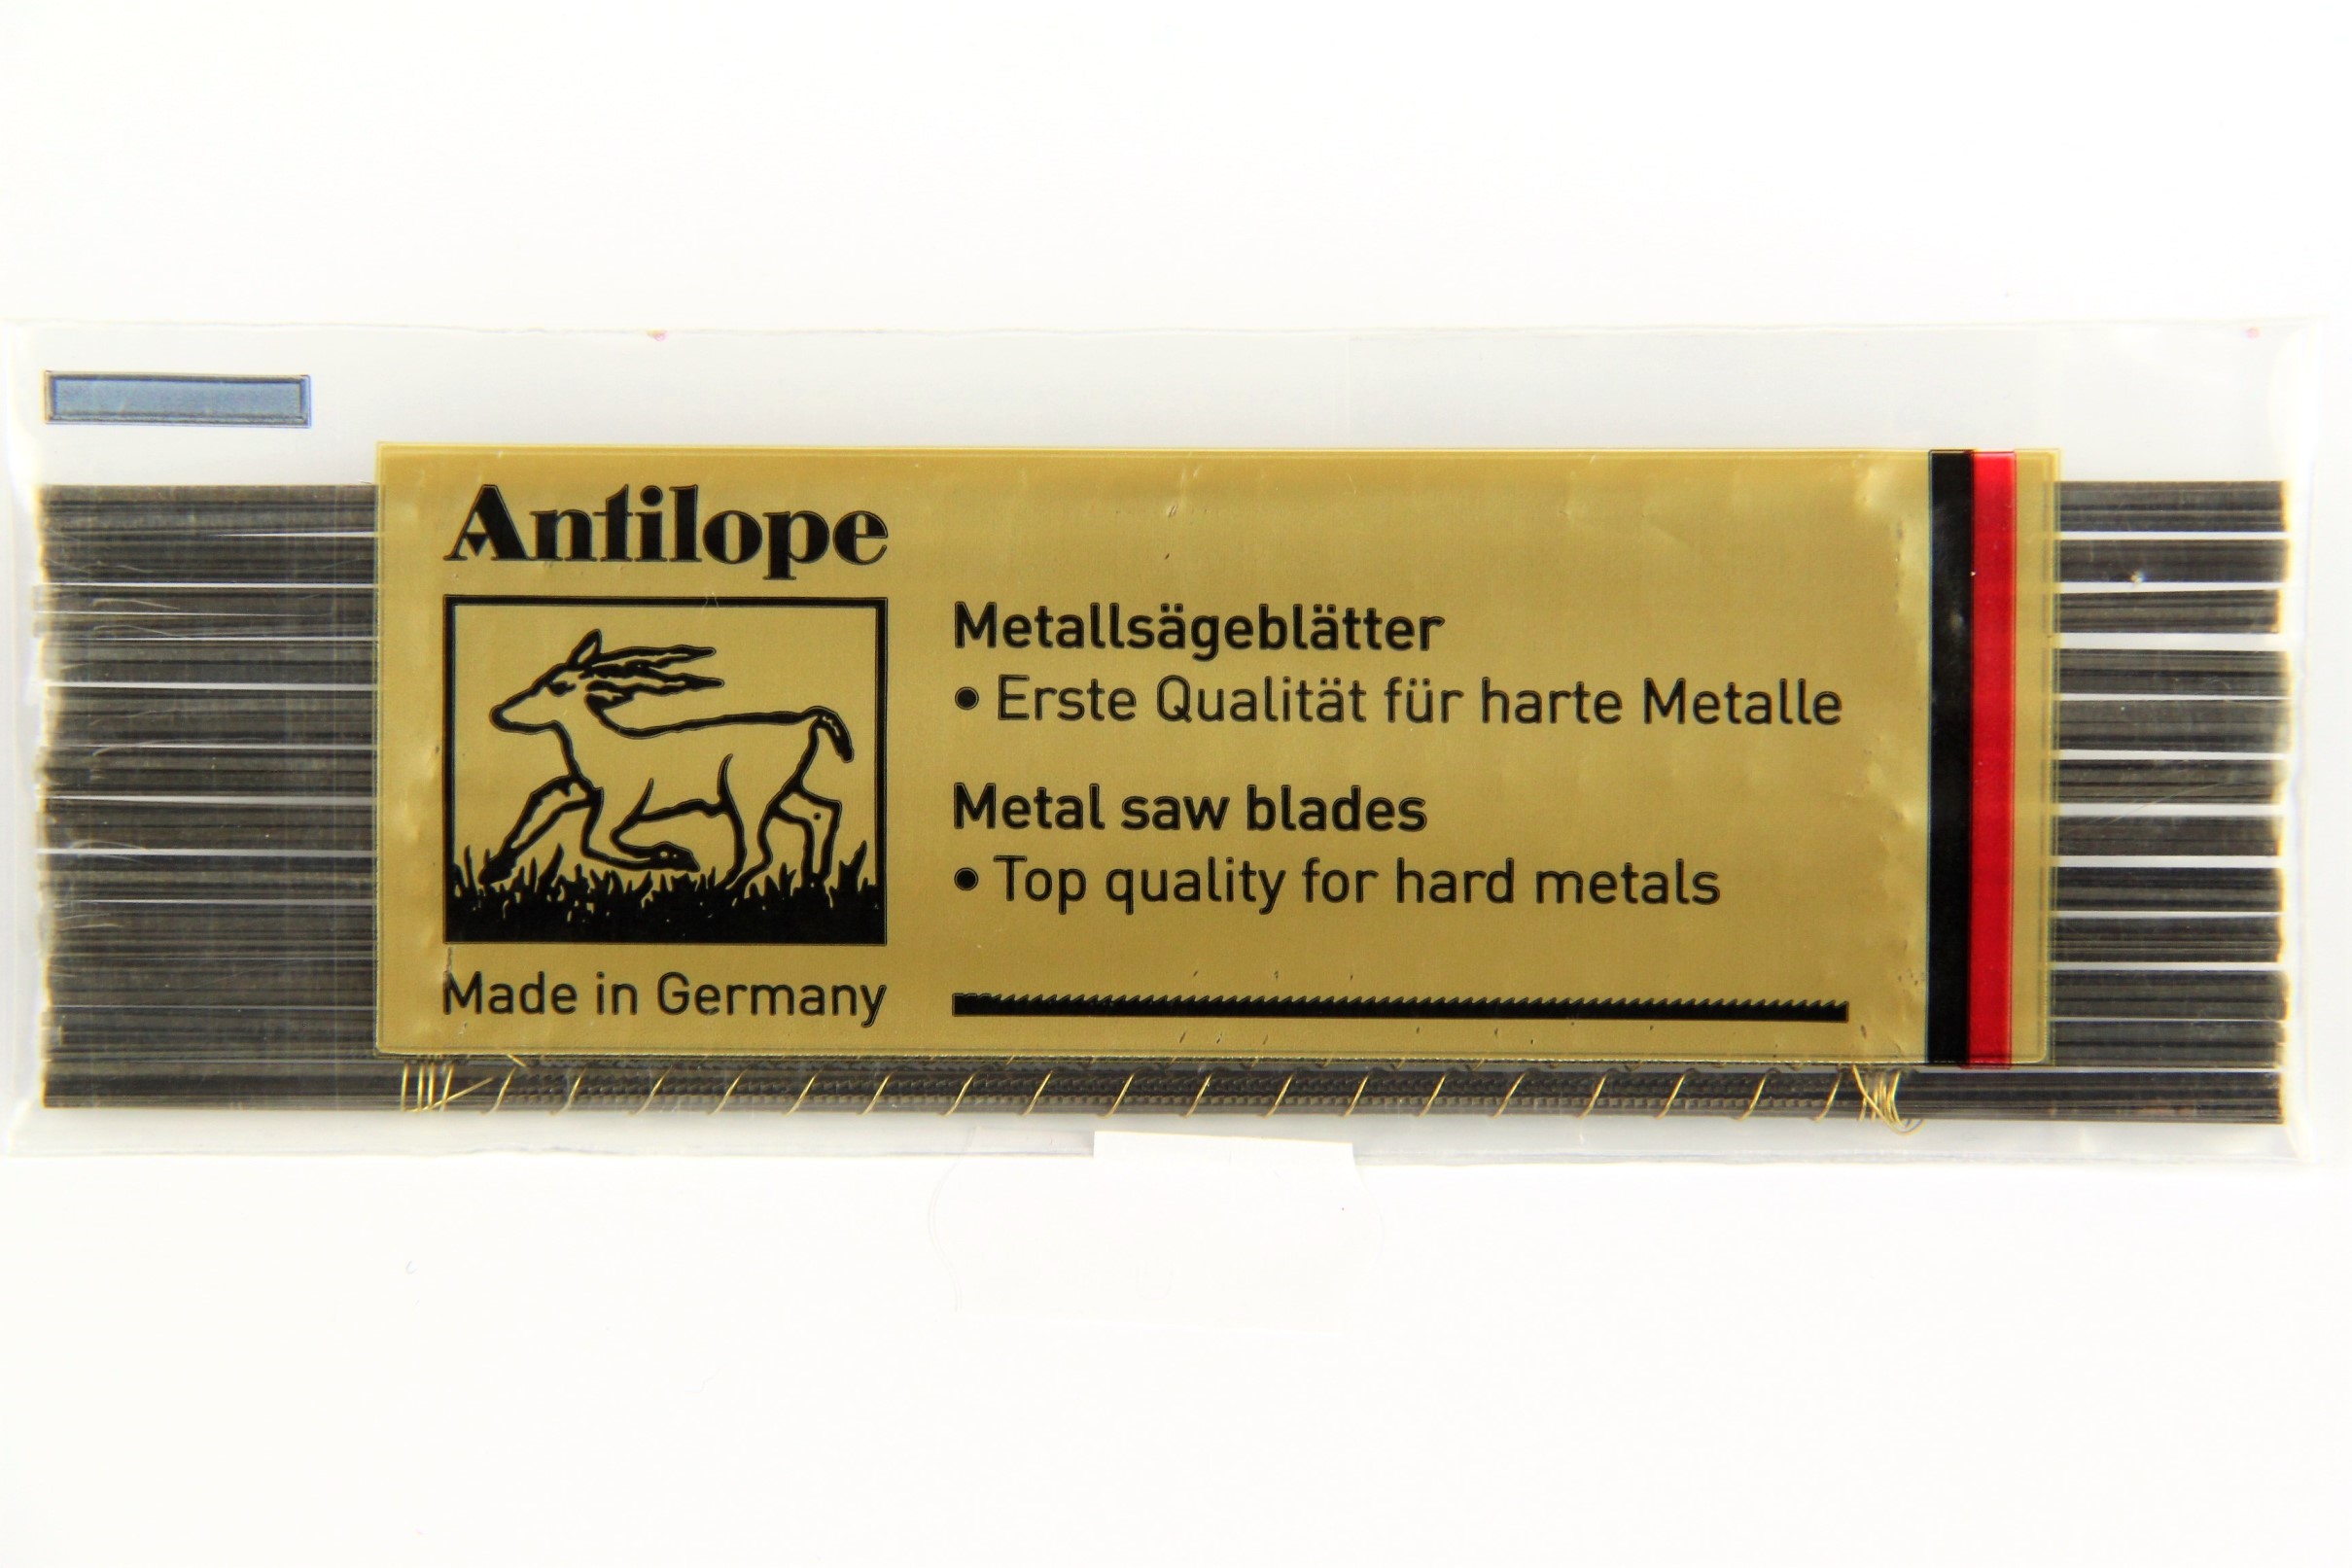 Antilope
Made in Germany
Metallsägeblätter
• Erste Qualität für harte Metalle
Metal saw blades
• Top quality for hard metals